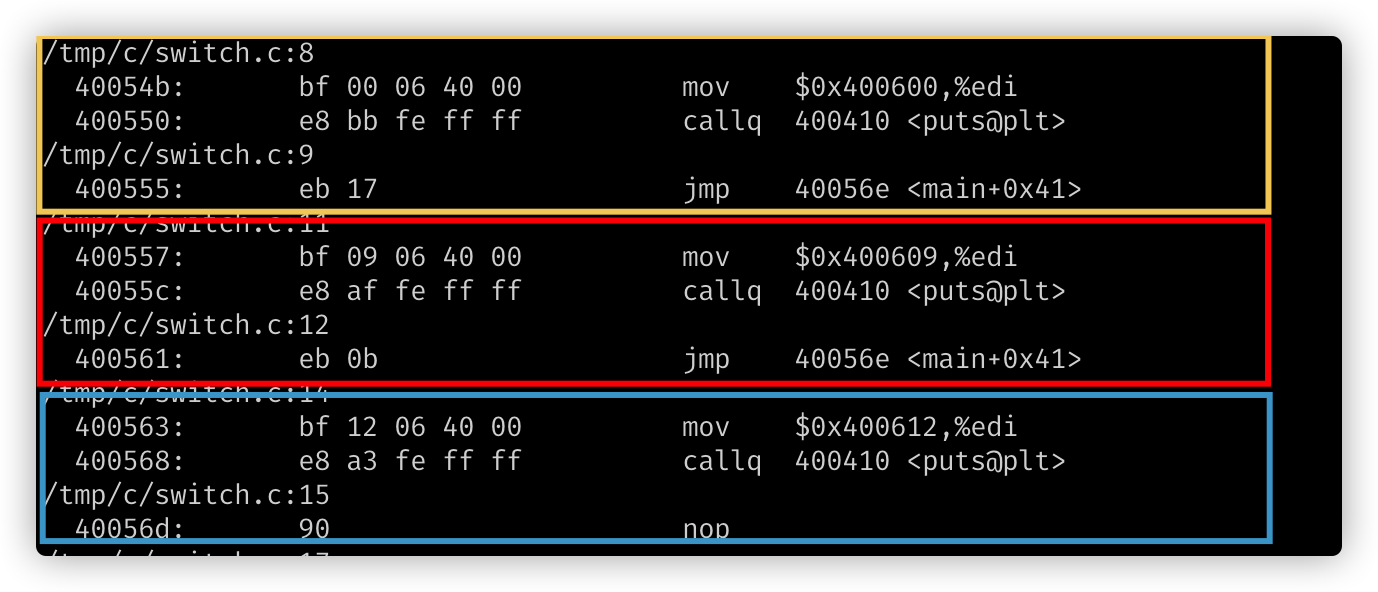 /tmp/c/switch.c:8
40054b: bf 00 06 40 00 mov $0x400600,%edi
400550: e8 bb fe ff ff callq 400410 <puts@plt>
/tmp/c/switch.c:9
400555: eb 17 jmp 40056e <main+0x41>
/tmp/c/switch.c:11
400557: bf 09 06 40 00 mov $0x400609,%edi
40055c: e8 af fe ff ff callq 400410 <puts@plt>
/tmp/c/switch.c:12
400561: eb 0b jmp 40056e <main+0x41>
/tmp/c/switch.c:14
400563: bf 12 06 40 00 mov $0x400612,%edi
400568: e8 a3 fe ff ff callq 400410 <puts@plt>
/tmp/c/switch.c:15
40056d: 90 nop
/tmp/c/switch.c:17